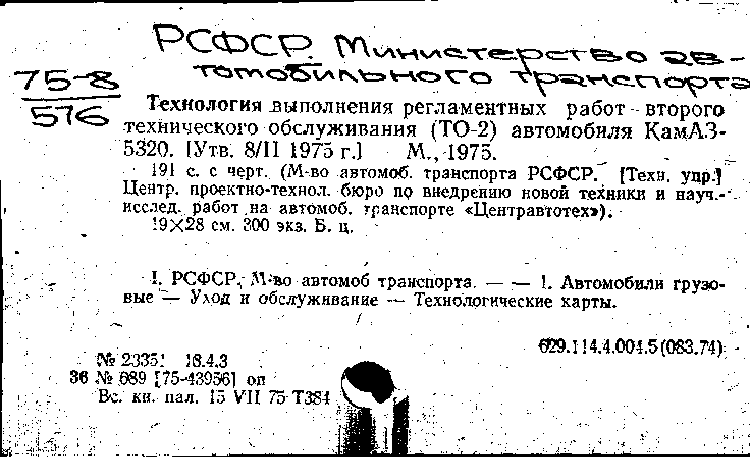 РСФСР. Министерство ав-
томобильного транспорта
75-8
576
Технология выполнения регламентных работ второго
технического обслуживания (ТО-2) автомобиля КамАЗ-
5320. [Утв. 8/II 1975 г.] М., 1975.
191 с. с черт. (М-во автомоб. транспорта РСФСР. [Техн. упр.]
Центр. проектно-технол. бюро по внедрению новой техники и науч.-
исслед. работ на автомоб. транспорте «Центравтотех»).
19×28 см. 300 экз. Б. ц.
I. РСФСР. М-во автомоб транспорта. — — 1. Автомобили грузо-
вые — Уход и обслуживание — Технологические карты.
629.114.4.004.5(083.74)
№ 23351 18.4.3
36 № 689 [75-43956] оп
Вс. кн. пал. 15 VII 75 Т384